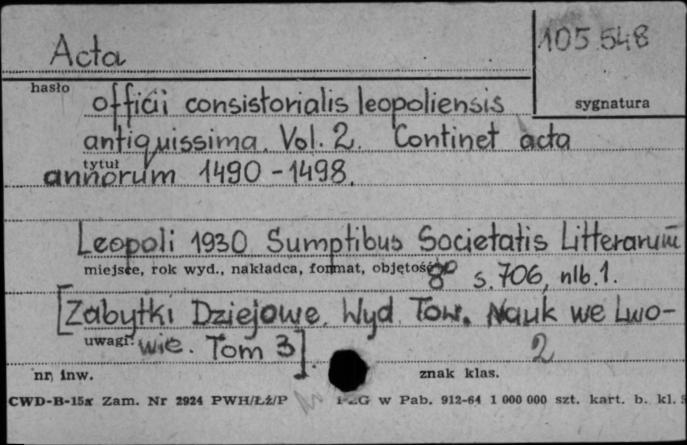 Acta
105.548
hasło
offici consistorialis leopoliensis
sygnatura
antiquissima. Vol. 2. Continet acta
tytuł
annorum 1490-1498.
Leopoli 1930 Sumptibus Societatis Litterarum
miejsce, rok wyd., nakładca, format, objętość
8° s. 706, nlb. 1.
[Zabytki Dziejowe. Wyd. Tow. Nauk we Lwo-
uwagi:
wie. Tom 3].
2
nr. inw.
znak klas.
CWD-B-15x Zam. Nr 2924 PWH/Łż/P PZG w Pab. 912-64 1 000 000 szt. kart. b. kl.